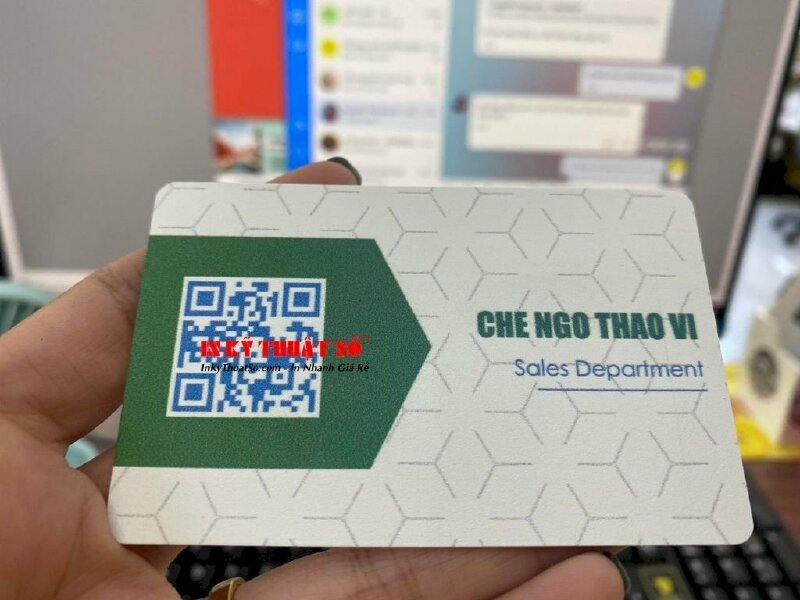 IN KỸ THUẬT SỐ
InKyThuatSo.com - In Nhanh Giá Rẻ
CHE NGO THAO VI
Sales Department